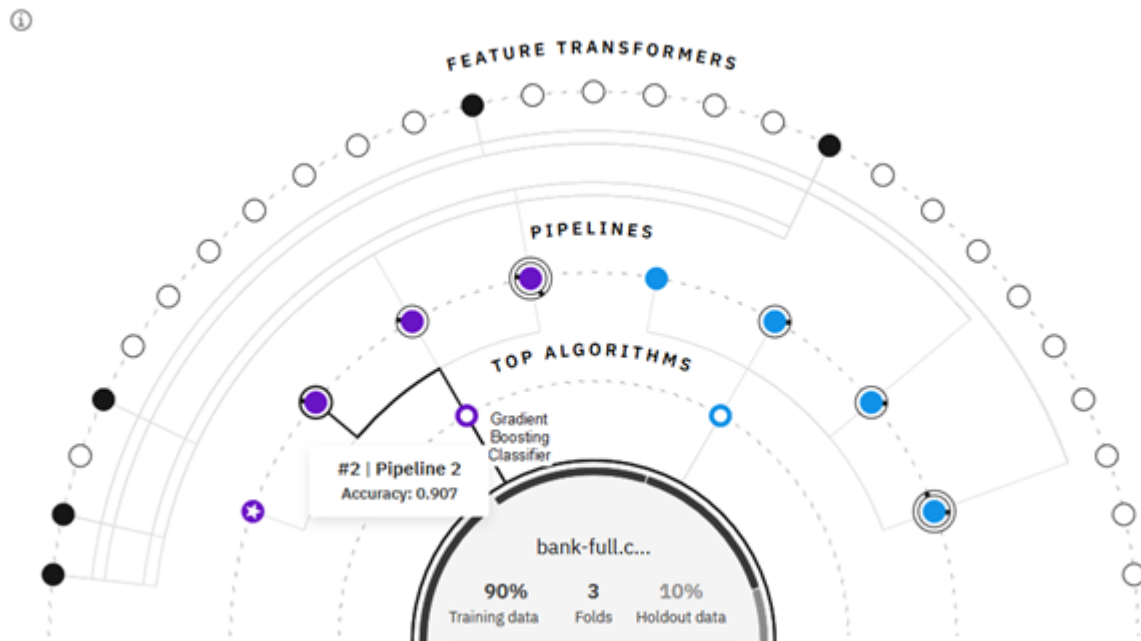 FEATURE TRANSFORMERS
PIPELINES
TOP ALGORITHMS
Gradient
Boosting
Classifier
#2 | Pipeline 2
Accuracy: 0.907
bank-full.c...
90% 3 10%
Training data Folds Holdout data